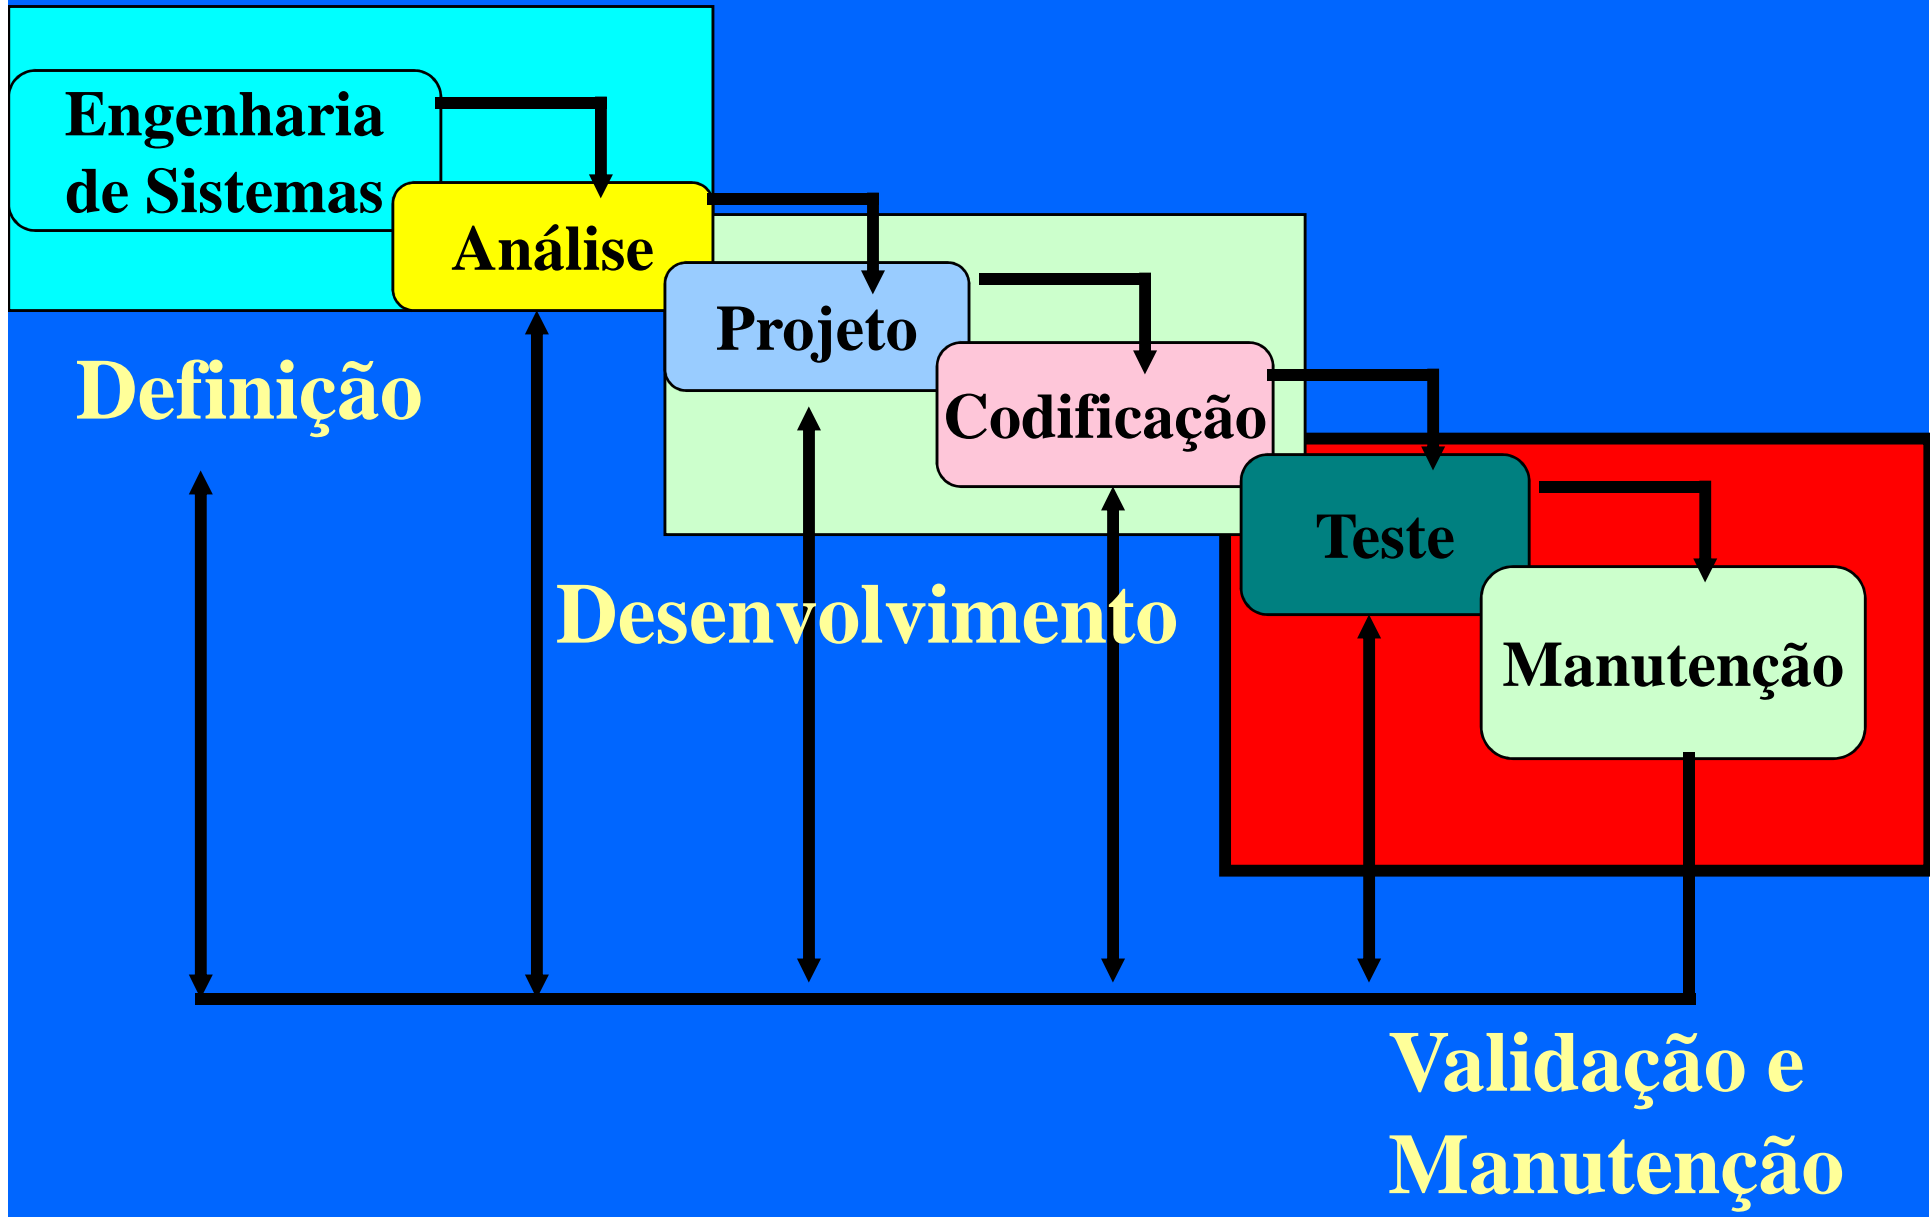 Engenharia
de Sistemas
Análise
Projeto
Codificação
Teste
Manutenção
Definição
Desenvolvimento
Validação e
Manutenção